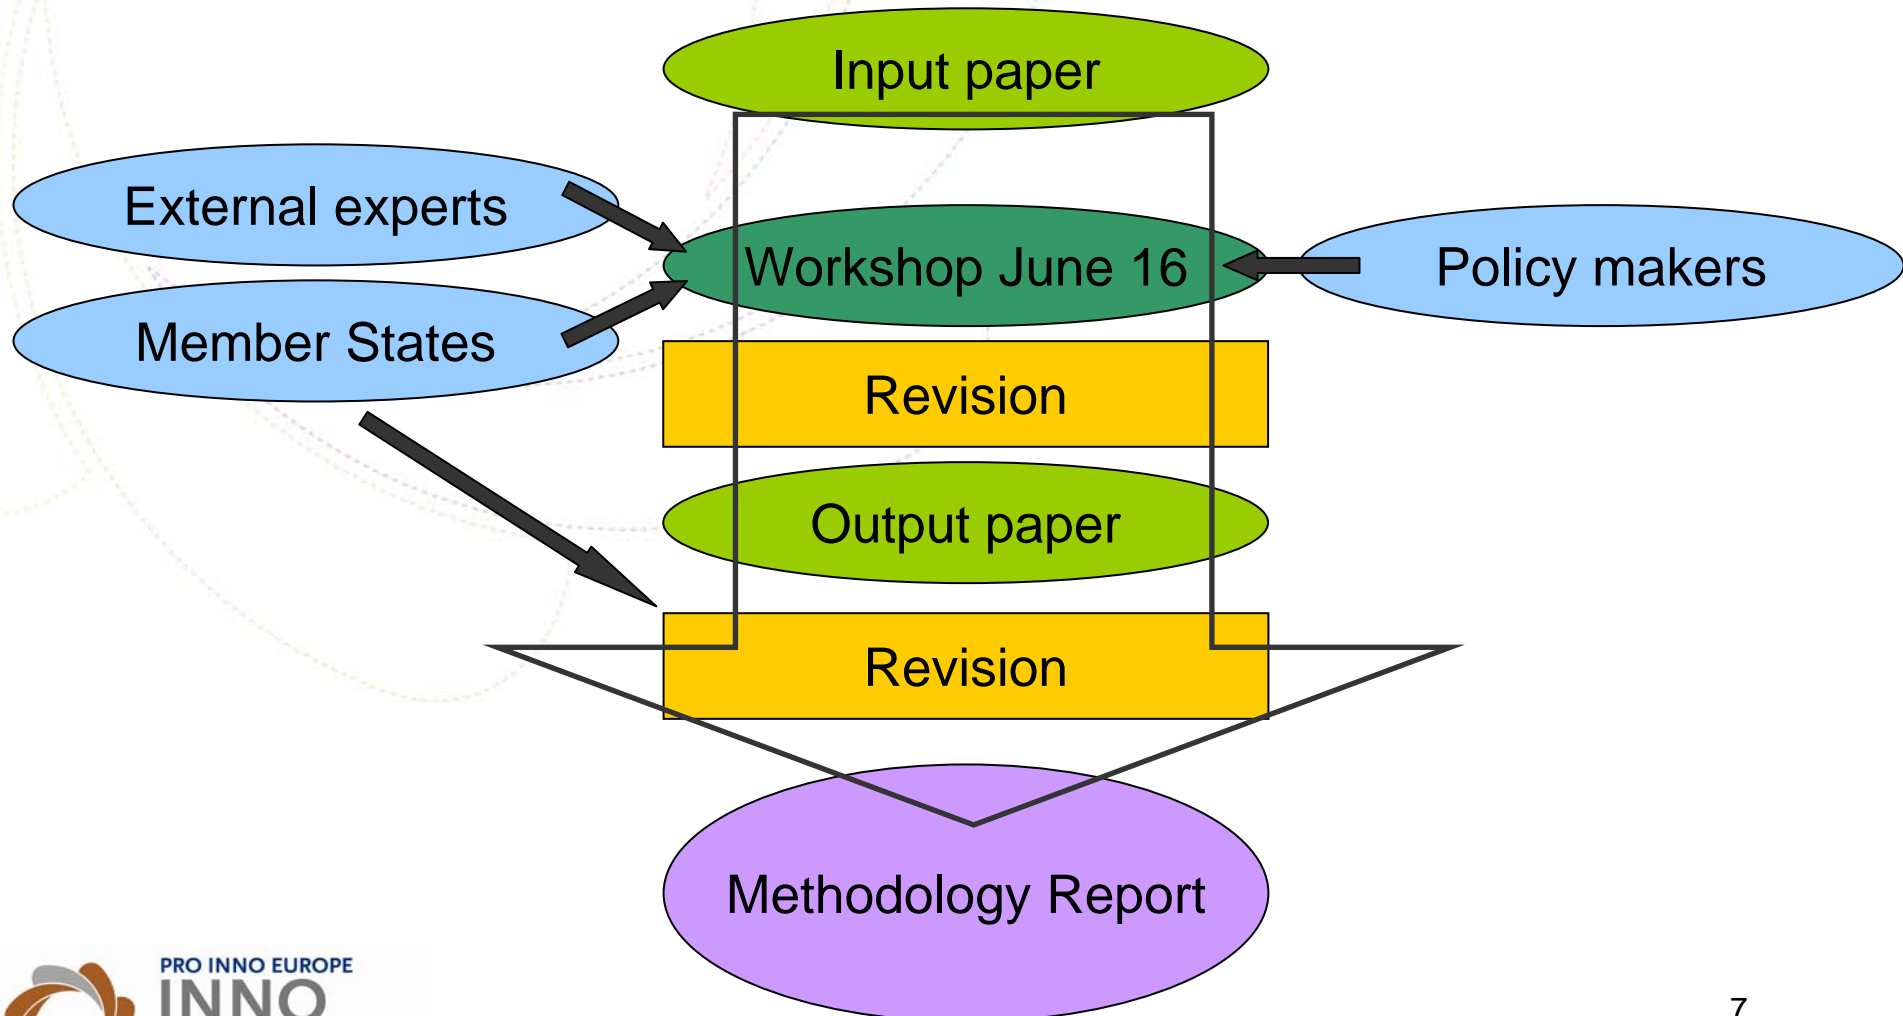 Input paper
External experts
Workshop June 16
Policy makers
Member States
Revision
Output paper
Revision
Methodology Report
PRO INNO EUROPE
INNO
7